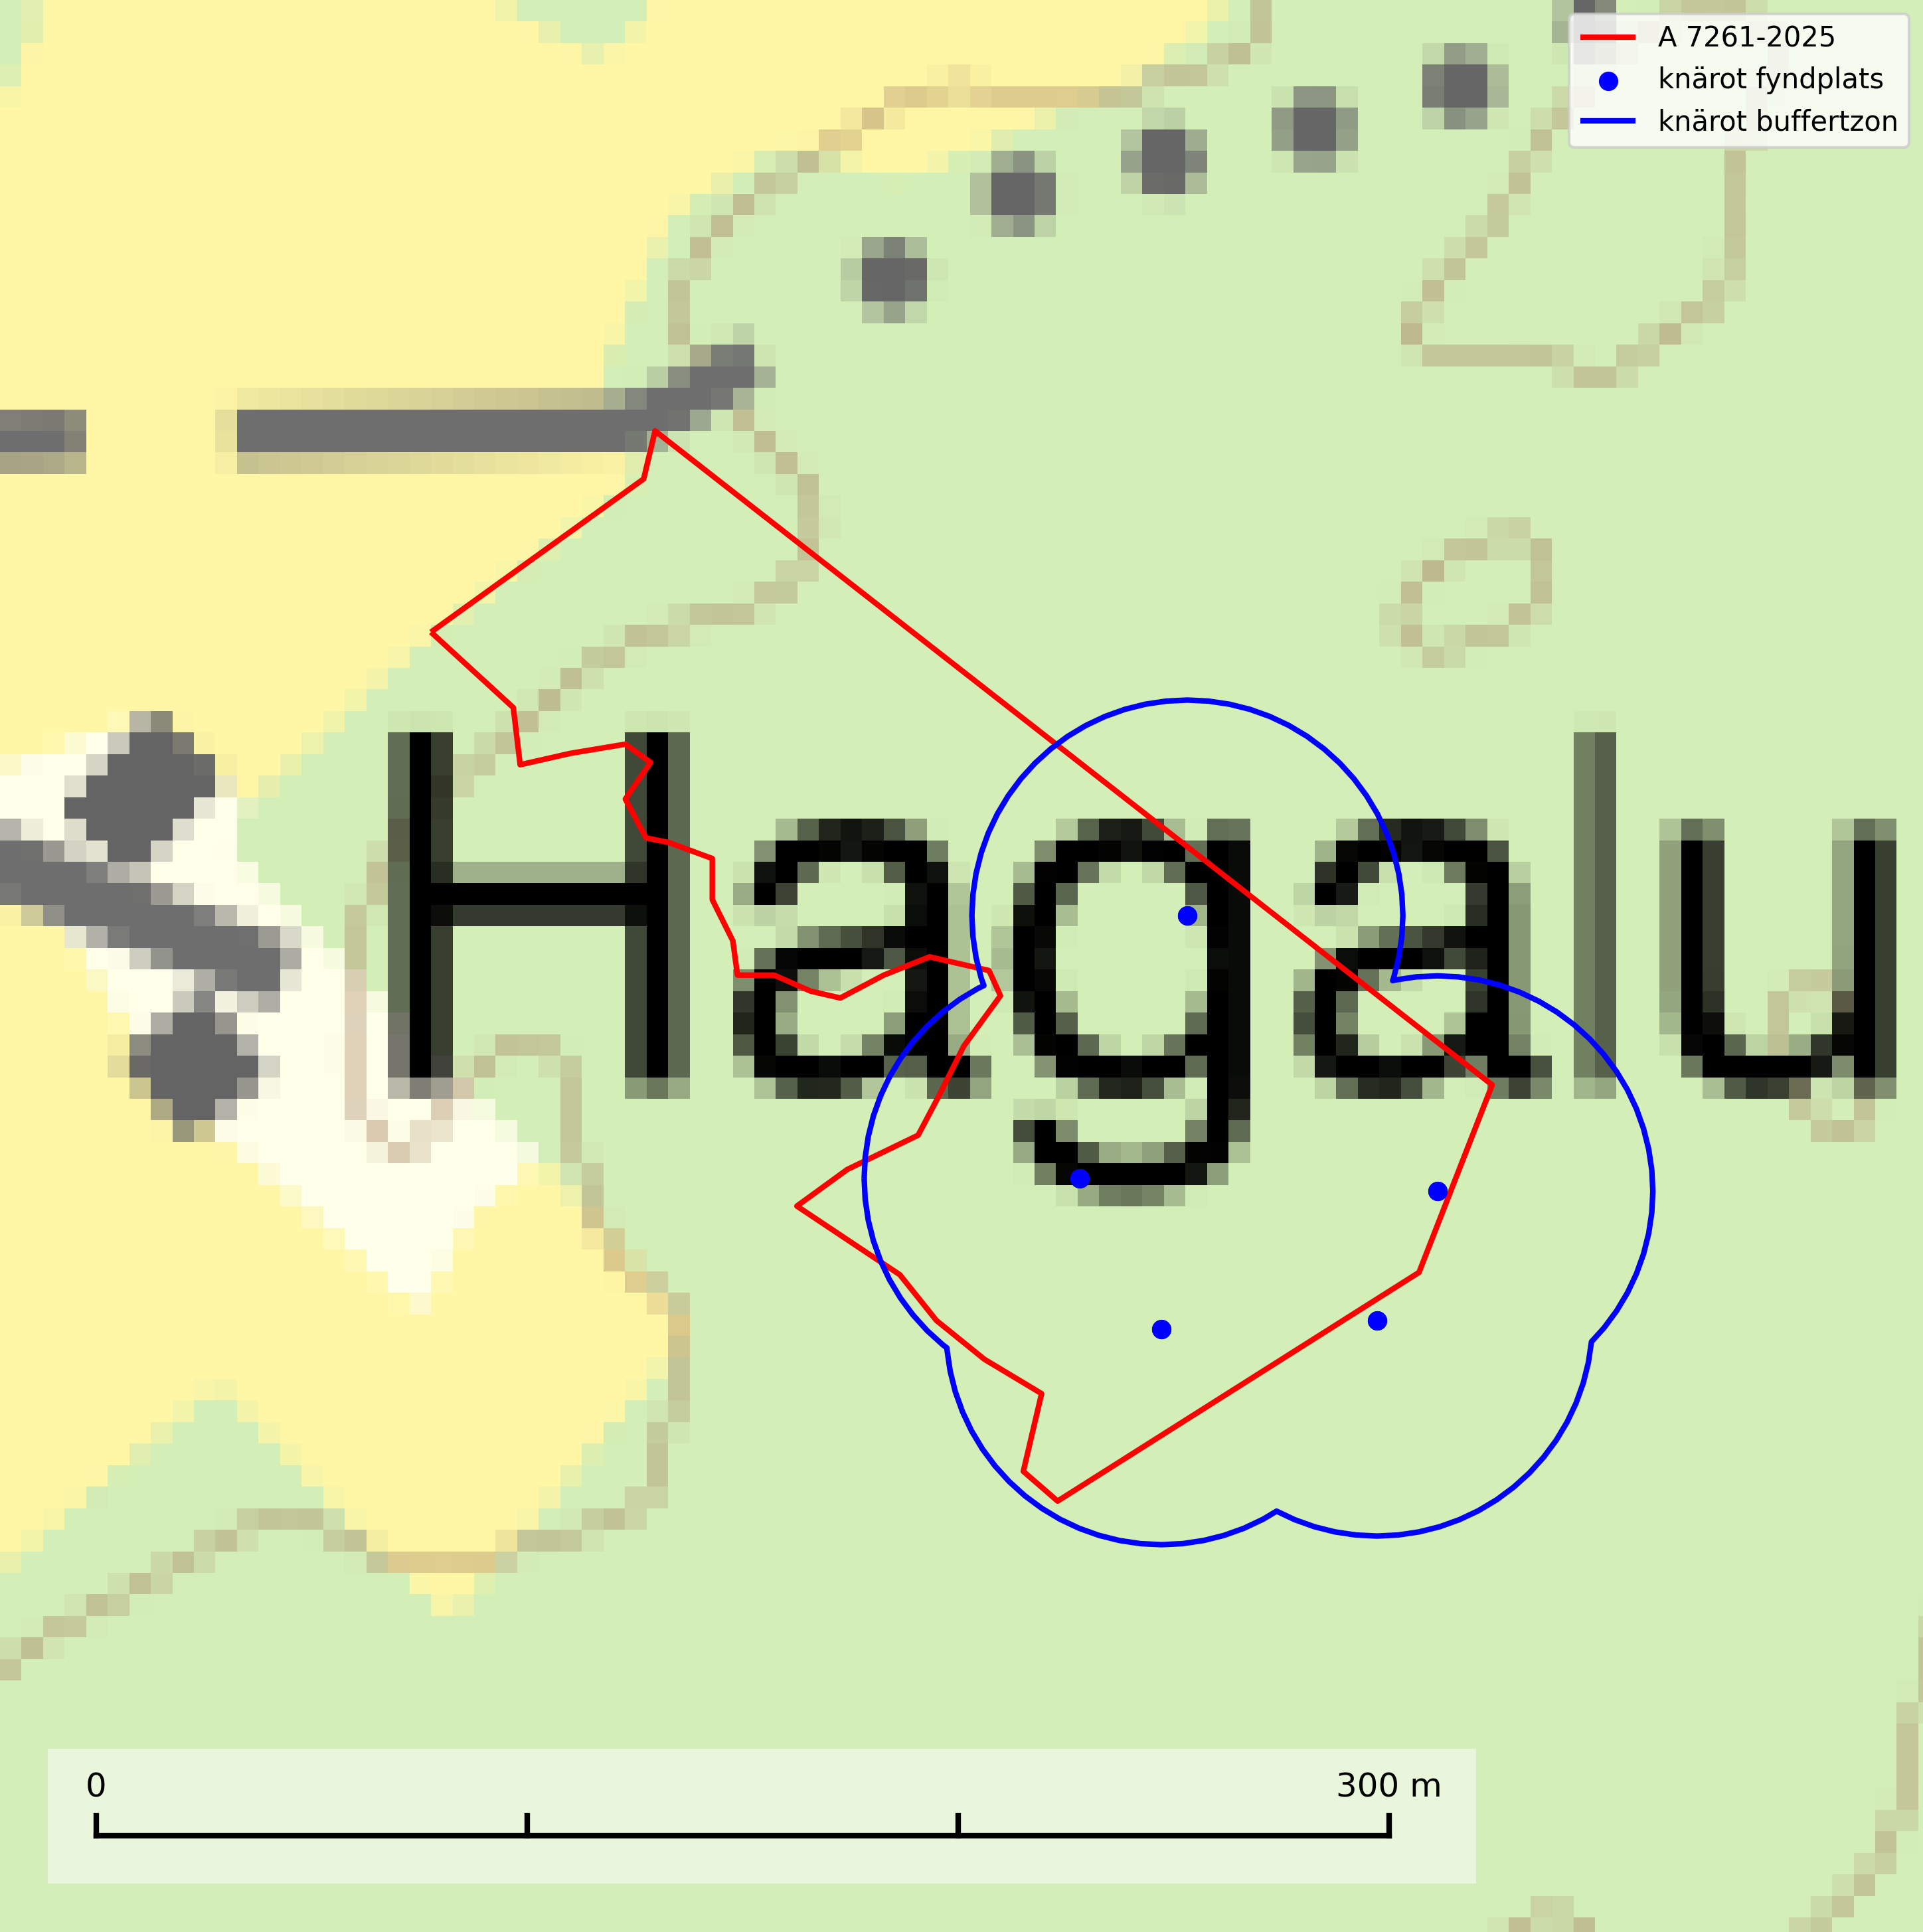 A 7261-2025
knärot fyndplats
knärot buffertzon
Hagalu
0 300 m